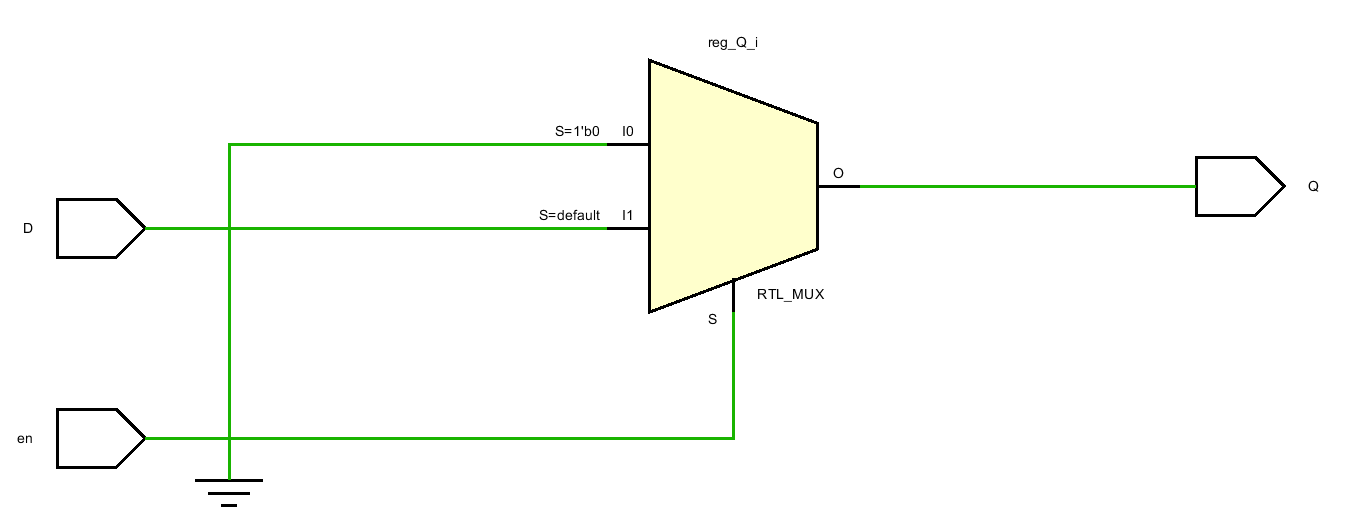 reg_Q_i
S=1'b0 I0
O
Q
S=default I1
D
RTL_MUX
S
en